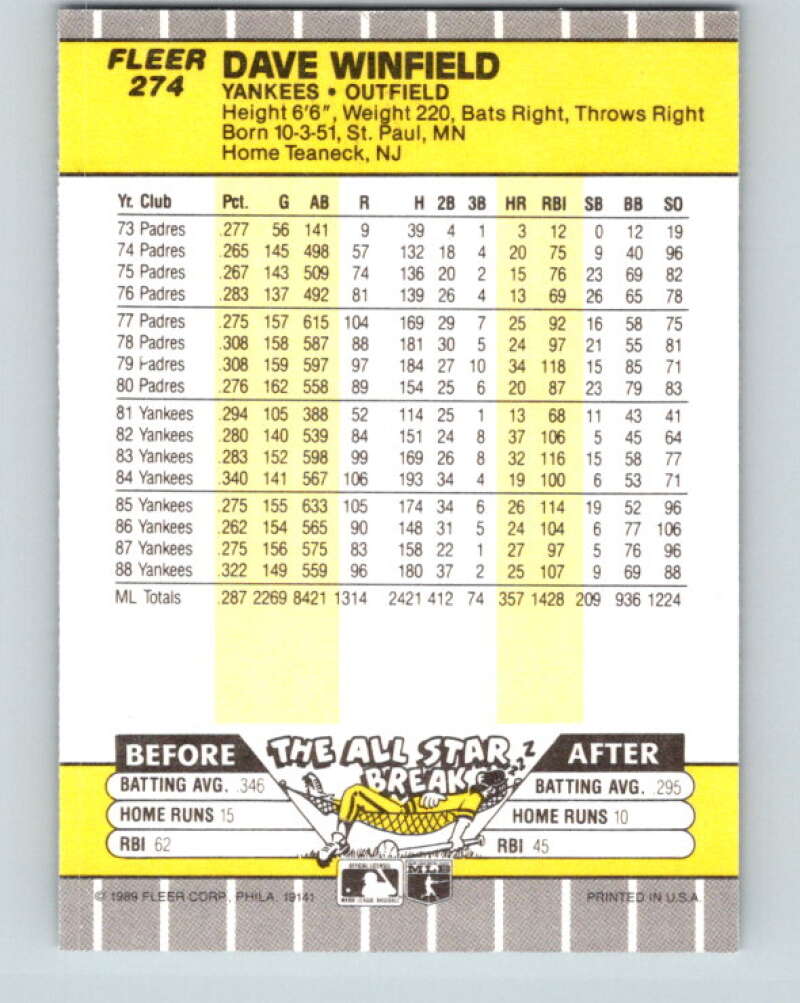 FLEER DAVE WINFIELD
274 YANKEES • OUTFIELD
Height 6'6", Weight 220, Bats Right, Throws Right
Born 10-3-51, St. Paul, MN
Home Teaneck, NJ
Yr. Club Pct. G AB R H 2B 3B HR RBI SB BB SO
73 Padres .277 56 141 9 39 4 1 3 12 0 12 19
74 Padres .265 145 498 57 132 18 4 20 75 9 40 96
75 Padres .267 143 509 74 136 20 2 15 76 23 69 82
76 Padres .283 137 492 81 139 26 4 13 69 26 65 78
77 Padres .275 157 615 104 169 29 7 25 92 16 58 75
78 Padres .308 158 587 88 181 30 5 24 97 21 55 81
79 Padres .308 159 597 97 184 27 10 34 118 15 85 71
80 Padres .276 162 558 89 154 25 6 20 87 23 79 83
81 Yankees .294 105 388 52 114 25 1 13 68 11 43 41
82 Yankees .280 140 539 84 151 24 8 37 106 5 45 64
83 Yankees .283 152 598 99 169 26 8 32 116 15 58 77
84 Yankees .340 141 567 106 193 34 4 19 100 6 53 71
85 Yankees .275 155 633 105 174 34 6 26 114 19 52 96
86 Yankees .262 154 565 90 148 31 5 24 104 6 77 106
87 Yankees .275 156 575 83 158 22 1 27 97 5 76 96
88 Yankees .322 149 559 96 180 37 2 25 107 9 69 88
ML Totals .287 2269 8421 1314 2421 412 74 357 1428 209 936 1224
BEFORE THE ALL STAR BREAK ZZZ AFTER
BATTING AVG. .346 BATTING AVG. .295
HOME RUNS 15 HOME RUNS 10
RBI 62 RBI 45
MLB
© 1989 FLEER CORP., PHILA. 19141 PRINTED IN U.S.A.